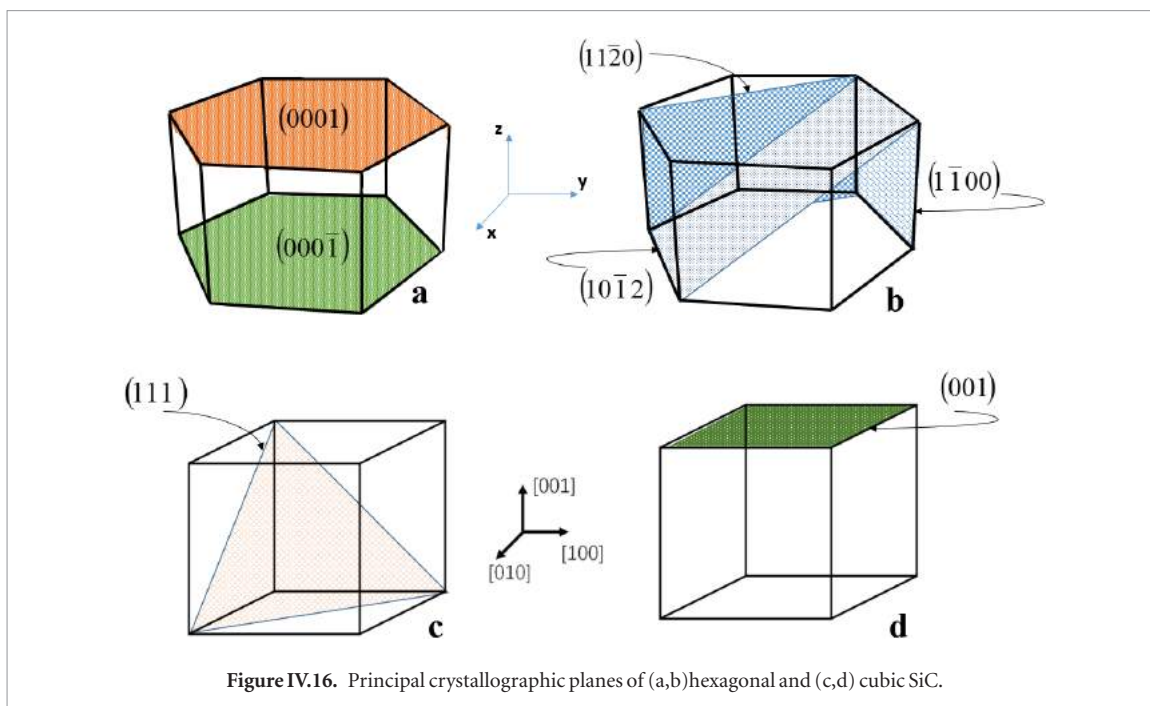 (0001)
(0001̄)
z
y
x
a
(112̄0)
(11̄00)
(101̄2)
b
(111)
c
[001]
[100]
[010]
(001)
d
Figure IV.16. Principal crystallographic planes of (a,b)hexagonal and (c,d) cubic SiC.